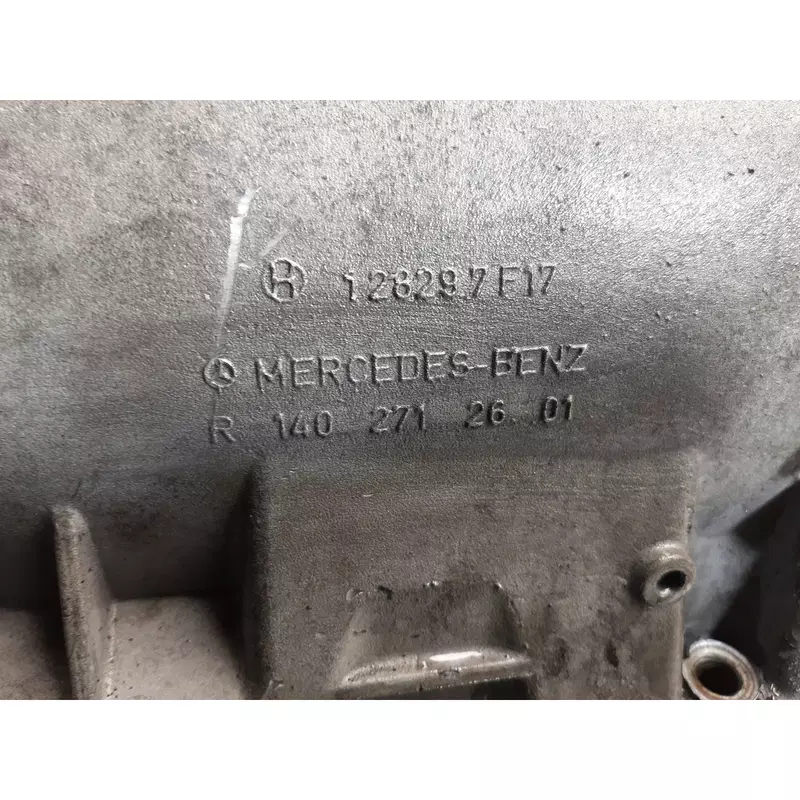 H 128297F17
MERCEDES-BENZ
R 140 271 26 01